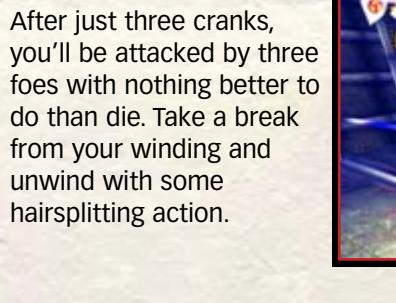 After just three cranks,
you’ll be attacked by three
foes with nothing better to
do than die. Take a break
from your winding and
unwind with some
hairsplitting action.